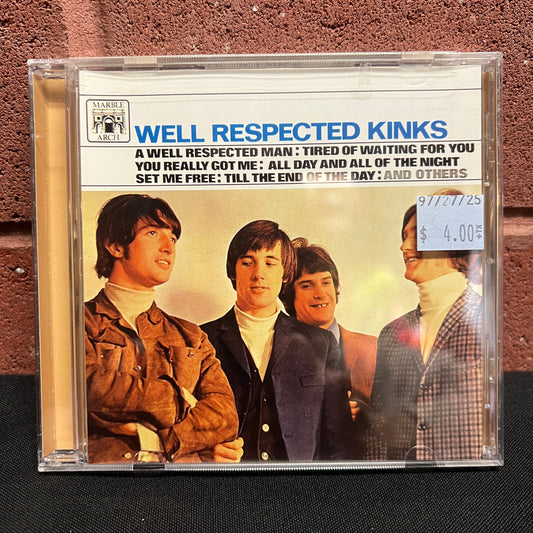 MARBLE
ARCH
WELL RESPECTED KINKS
A WELL RESPECTED MAN : TIRED OF WAITING FOR YOU
YOU REALLY GOT ME : ALL DAY AND ALL OF THE NIGHT
SET ME FREE : TILL THE END OF THE DAY : AND OTHERS
97/27/25
$ 4.00